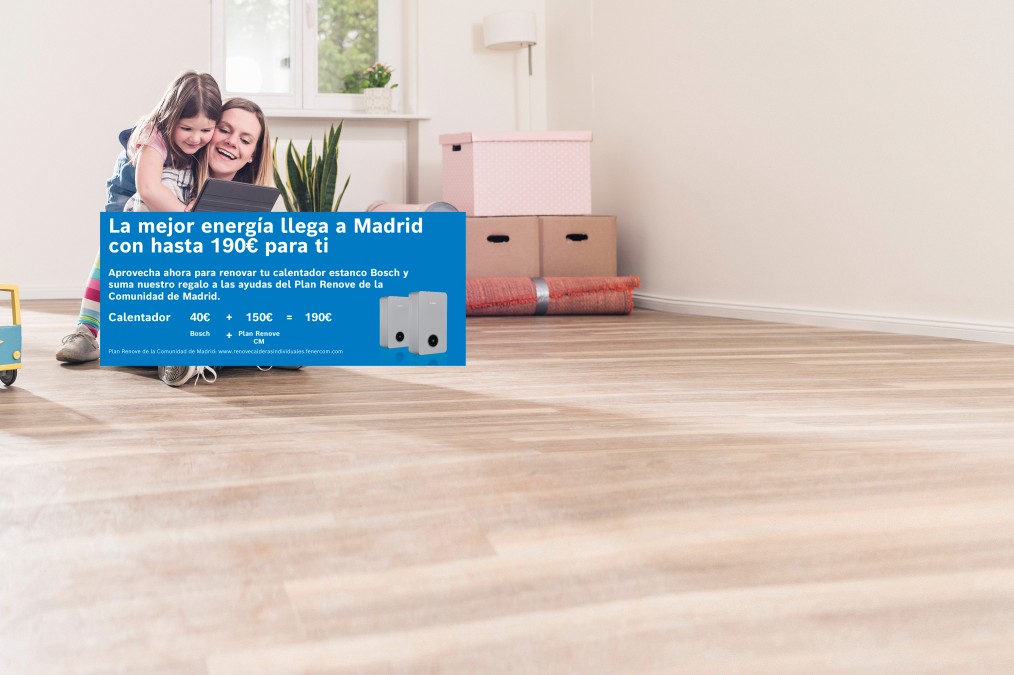 La mejor energía llega a Madrid
con hasta 190€ para ti
Aprovecha ahora para renovar tu calentador estanco Bosch y
suma nuestro regalo a las ayudas del Plan Renove de la
Comunidad de Madrid.
Calentador 40€ + 150€ = 190€
Bosch + Plan Renove
CM
Plan Renove de la Comunidad de Madrid: www.renovecalderasindividuales.fenercom.com